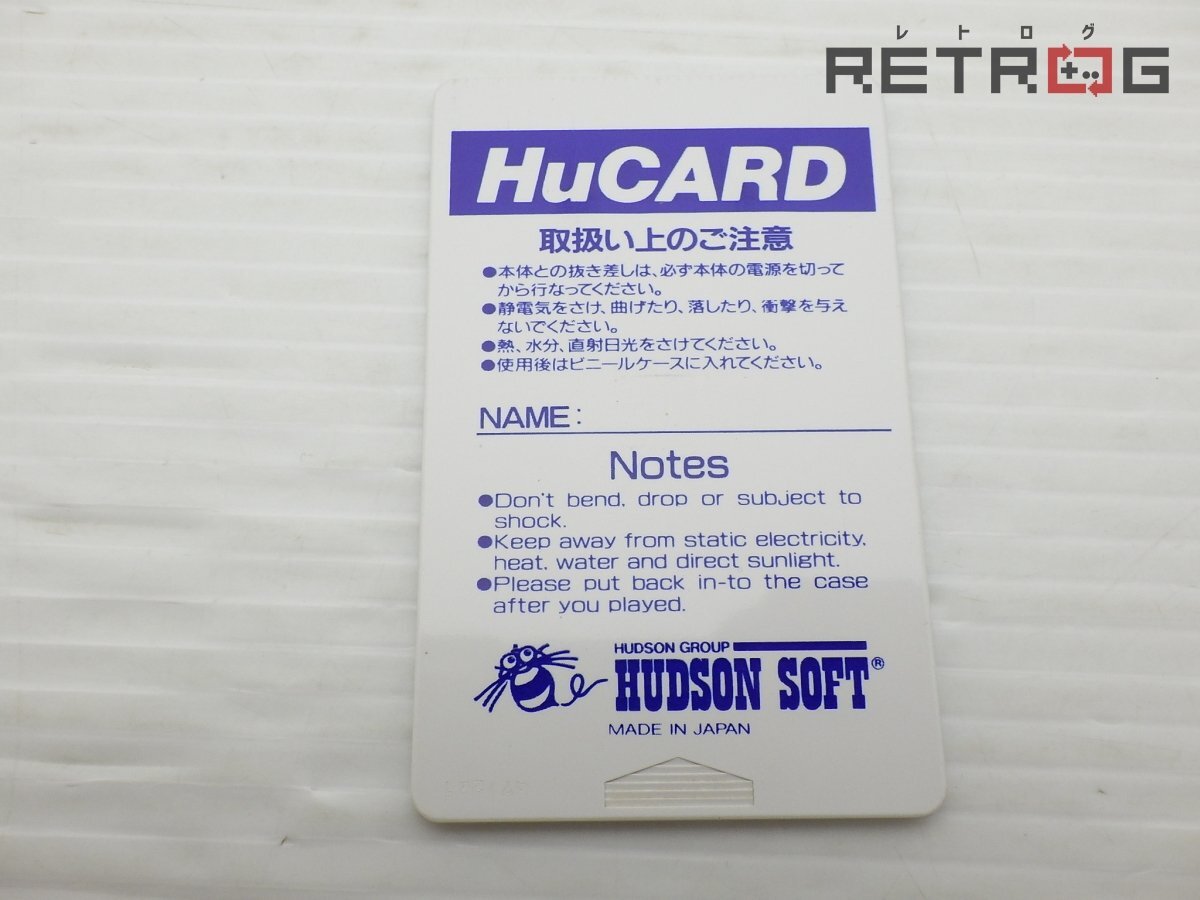 レトログ
RETROG
HuCARD
取扱い上のご注意
●本体との抜き差しは、必ず本体の電源を切って
から行なってください。
●静電気をさけ、曲げたり、落したり、衝撃を与え
ないでください。
●熱、水分、直射日光をさけてください。
●使用後はビニールケースに入れてください。
NAME:
Notes
●Don't bend, drop or subject to
shock.
●Keep away from static electricity,
heat, water and direct sunlight.
●Please put back in-to the case
after you played.
HUDSON GROUP
HUDSON SOFT®
MADE IN JAPAN